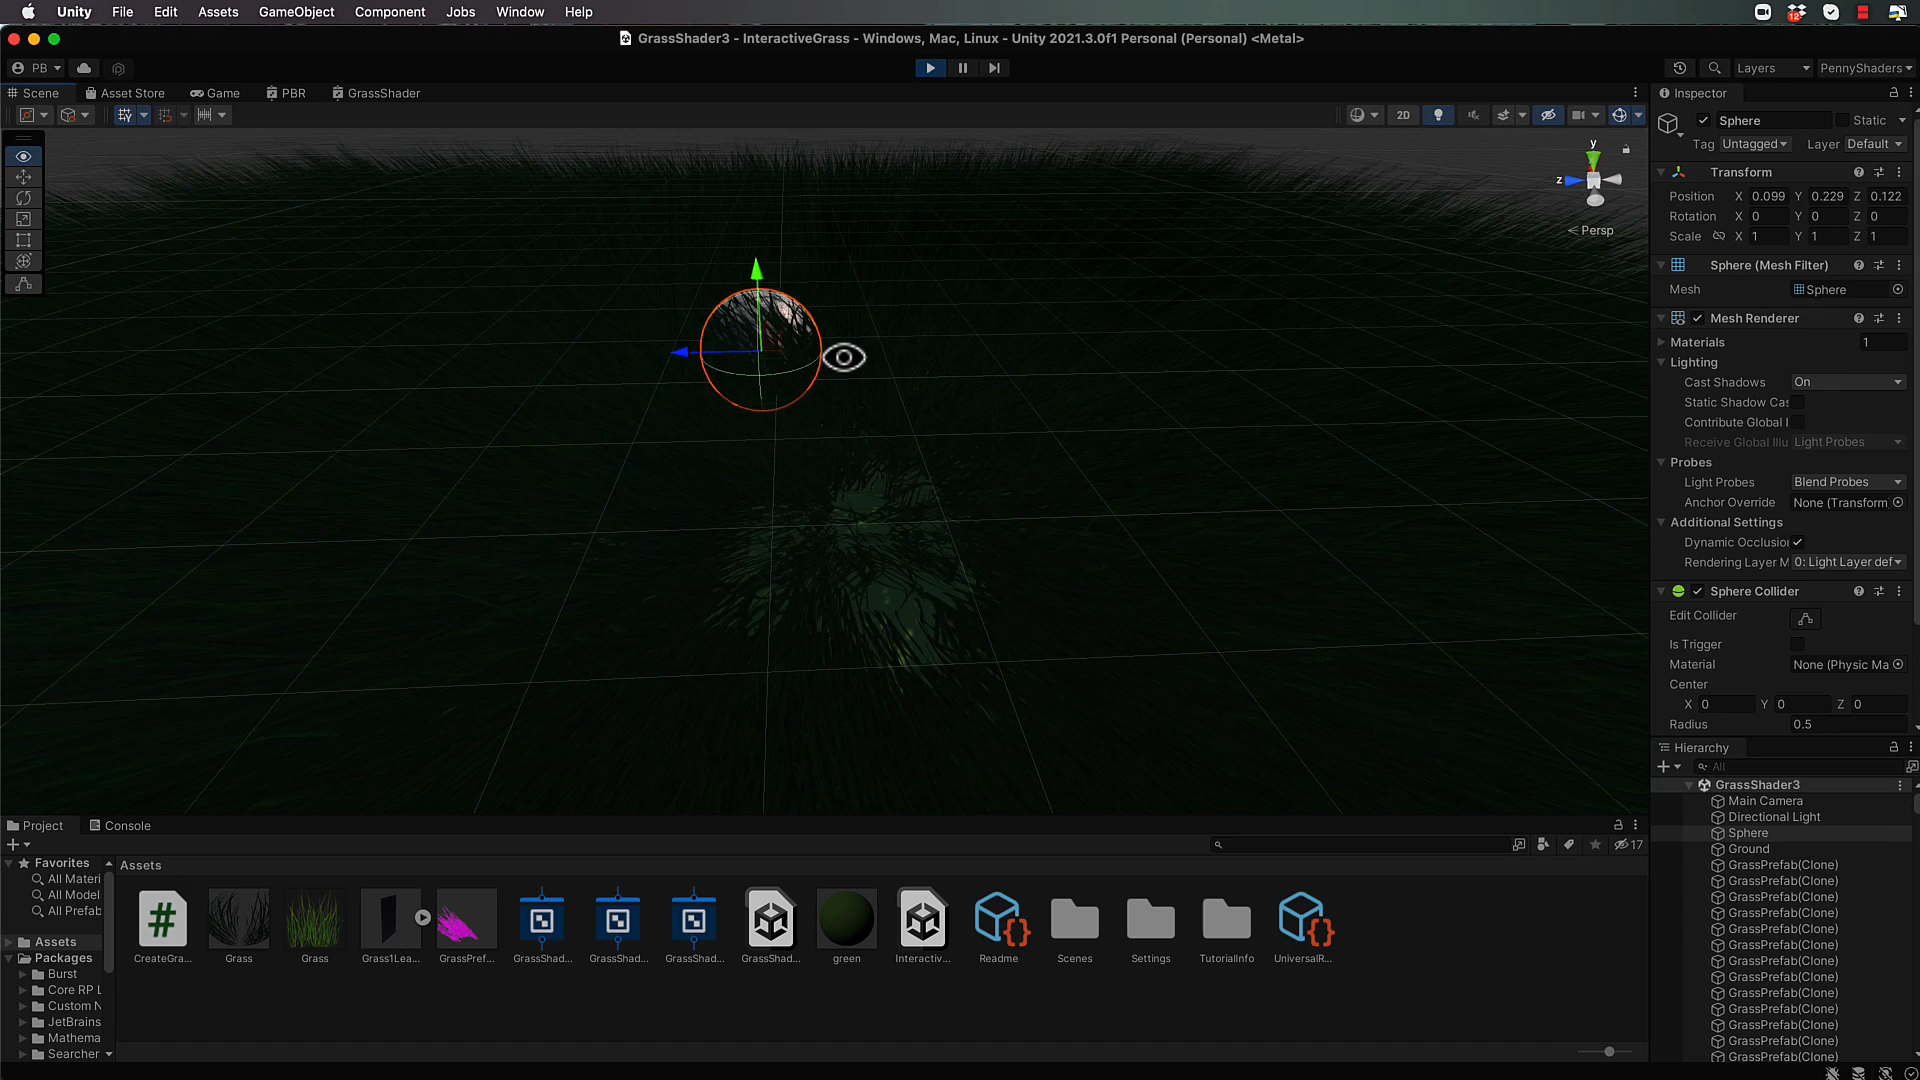 Unity File Edit Assets GameObject Component Jobs Window Help
12
GrassShader3 - InteractiveGrass - Windows, Mac, Linux - Unity 2021.3.0f1 Personal (Personal) <Metal>
PB
Layers PennyShaders
Scene Asset Store Game PBR GrassShader
2D
y
z
Persp
Inspector
Sphere Static
Tag Untagged Layer Default
Transform
Position X 0.099 Y 0.229 Z 0.122
Rotation X 0 Y 0 Z 0
Scale X 1 Y 1 Z 1
Sphere (Mesh Filter)
Mesh Sphere
Mesh Renderer
Materials 1
Lighting
Cast Shadows On
Static Shadow Cas
Contribute Global I
Receive Global Illu Light Probes
Probes
Light Probes Blend Probes
Anchor Override None (Transform
Additional Settings
Dynamic Occlusion
Rendering Layer M 0: Light Layer def
Sphere Collider
Edit Collider
Is Trigger
Material None (Physic Ma
Center
X 0 Y 0 Z 0
Radius 0.5
Hierarchy
All
GrassShader3
Main Camera
Directional Light
Sphere
Ground
GrassPrefab(Clone)
GrassPrefab(Clone)
GrassPrefab(Clone)
GrassPrefab(Clone)
GrassPrefab(Clone)
GrassPrefab(Clone)
GrassPrefab(Clone)
GrassPrefab(Clone)
GrassPrefab(Clone)
GrassPrefab(Clone)
GrassPrefab(Clone)
GrassPrefab(Clone)
GrassPrefab(Clone)
Project Console
17
Favorites
All Materi
All Model
All Prefab
Assets
Packages
Burst
Core RP L
Custom N
JetBrains
Mathema
Searcher
Assets
CreateGra... Grass Grass Grass1Lea... GrassPref... GrassShad... GrassShad... GrassShad... GrassShad... green Interactiv... Readme Scenes Settings TutorialInfo UniversalR...